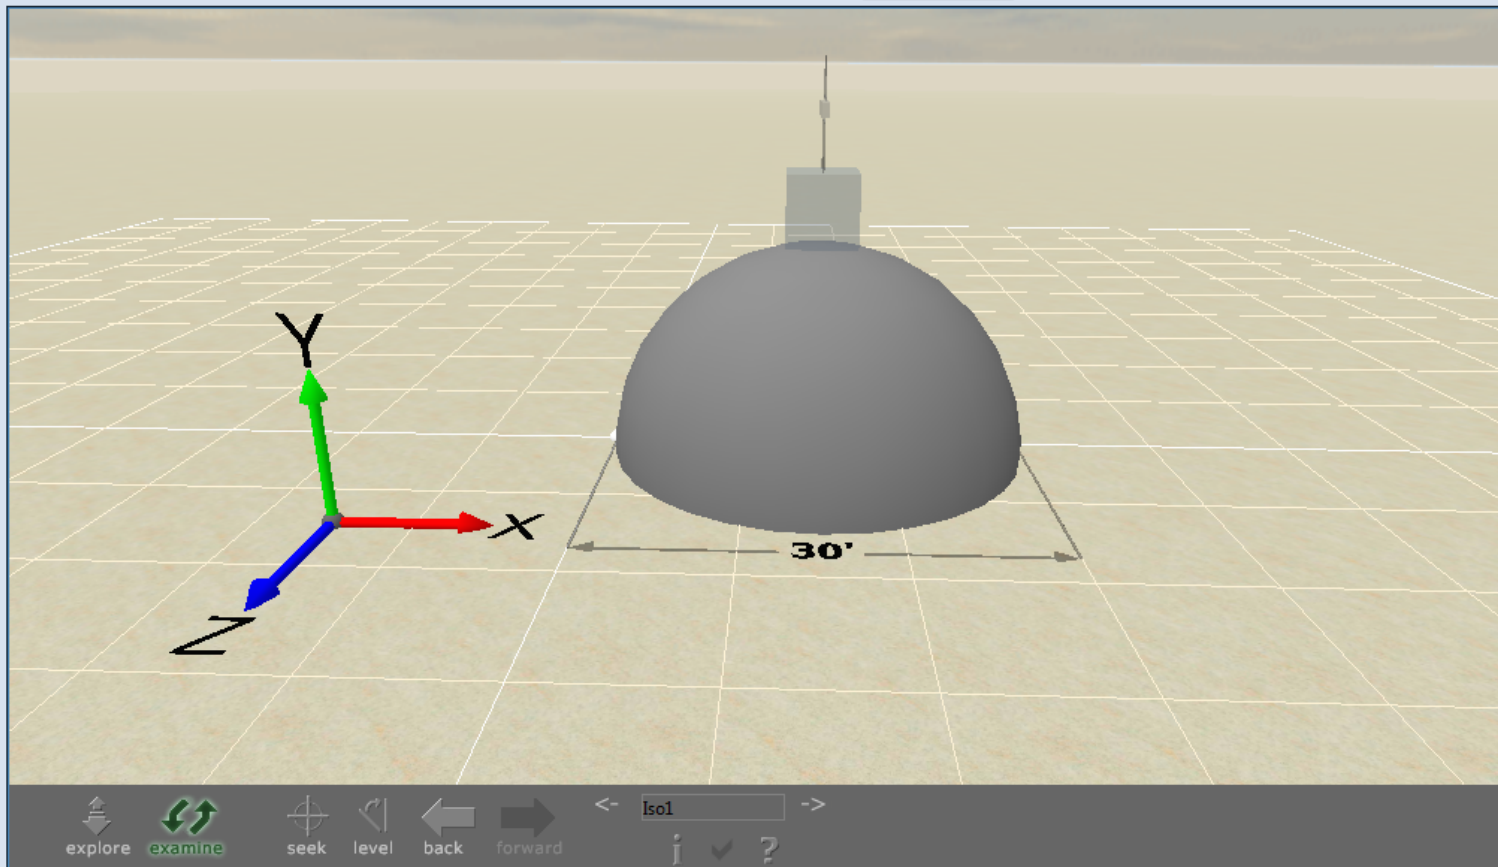 Y
X
30'
Z
<- Iso1 ->
explore examine seek level back forward
i ?